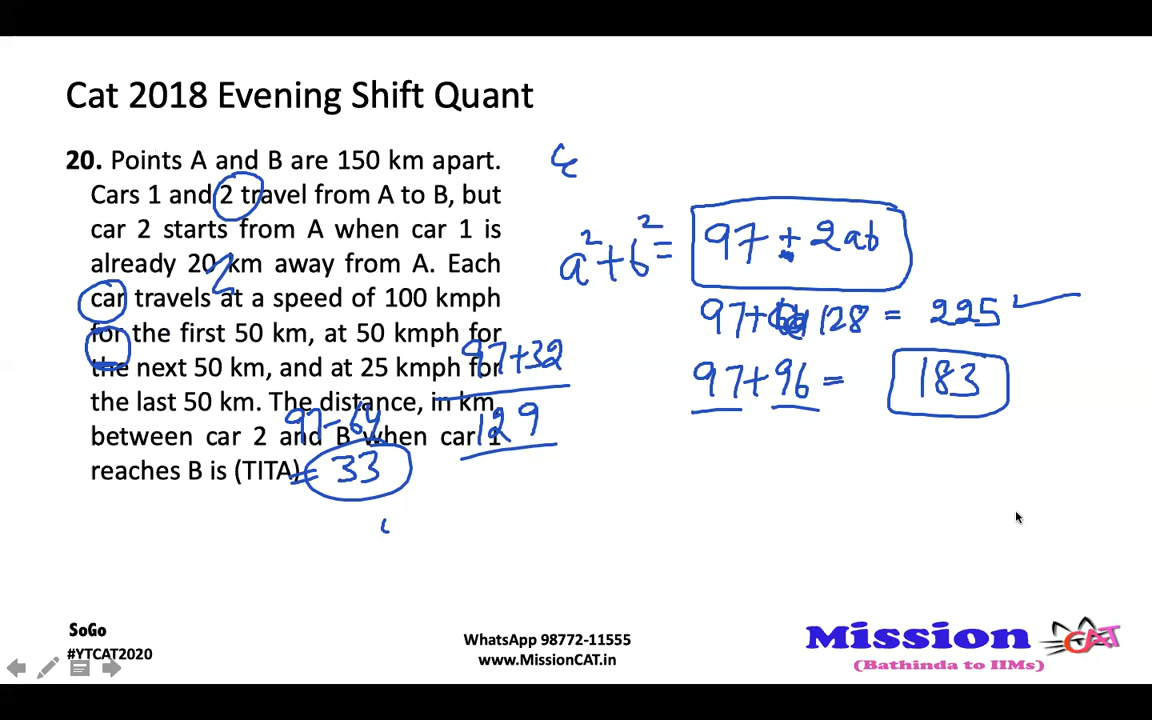 Cat 2018 Evening Shift Quant
20. Points A and B are 150 km apart.
Cars 1 and 2 travel from A to B, but
car 2 starts from A when car 1 is
already 20 km away from A. Each
car travels at a speed of 100 kmph
for the first 50 km, at 50 kmph for
the next 50 km, and at 25 kmph for
the last 50 km. The distance, in km,
between car 2 and B when car 1
reaches B is (TITA)
a² + b² = 97 ± 2ab
97 + 128 = 225
97 + 96 = 183
97+32
129
97-64
= 33
SoGo
#YTCAT2020
WhatsApp 98772-11555
www.MissionCAT.in
Mission CAT
(Bathinda to IIMs)